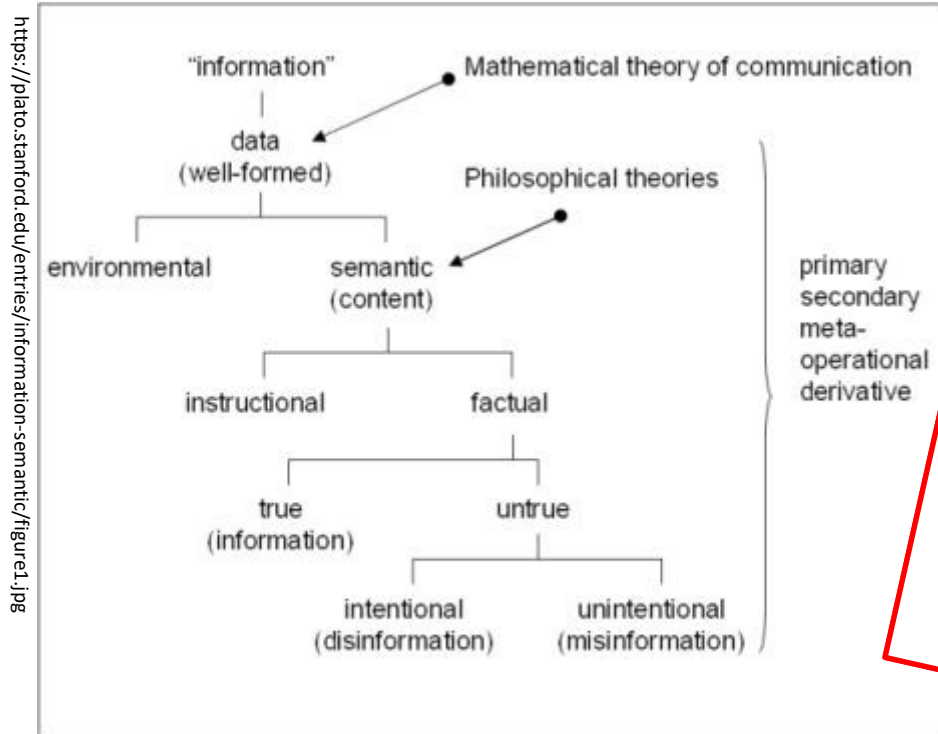 https://plato.stanford.edu/entries/information-semantic/figure1.jpg
“information”
Mathematical theory of communication
data
(well-formed)
Philosophical theories
environmental
semantic
(content)
primary
secondary
meta-
operational
derivative
instructional
factual
true
(information)
untrue
intentional
(disinformation)
unintentional
(misinformation)